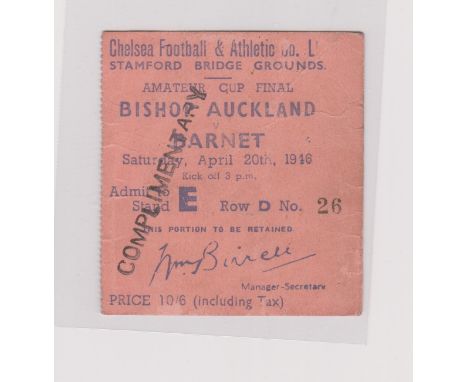 Chelsea Football & Athletic Co. L
STAMFORD BRIDGE GROUNDS.
AMATEUR CUP FINAL
BISHOP AUCKLAND
v
BARNET
Saturday, April 20th, 1946
Kick off 3 p.m.
Admit to
Stand E Row D No. 26
THIS PORTION TO BE RETAINED
Wm Birrell
Manager-Secretary
PRICE 10/6 (including Tax)
COMPLIMENTARY